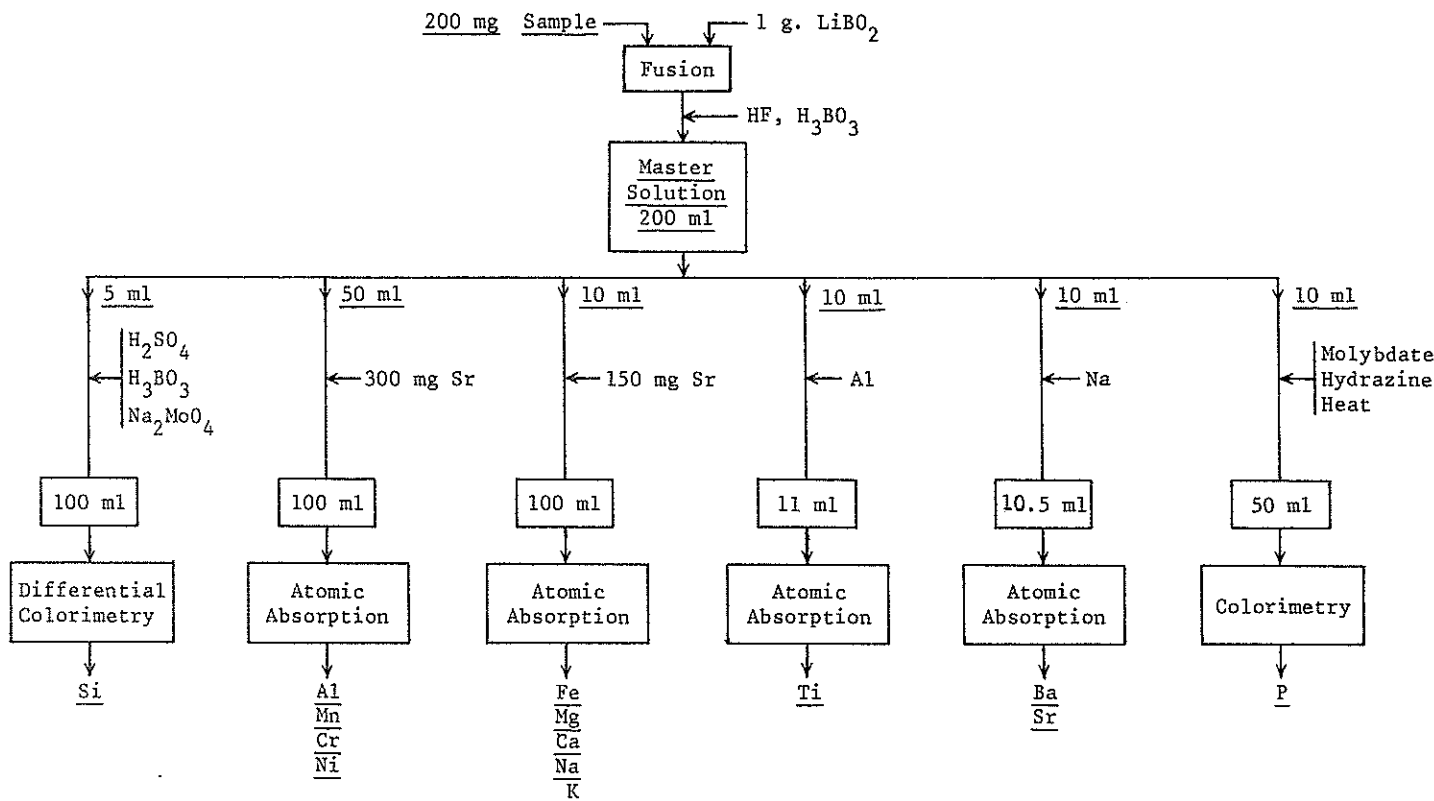 200 mg Sample
1 g. LiBO2
Fusion
HF, H3BO3
Master
Solution
200 ml
5 ml
50 ml
10 ml
10 ml
10 ml
10 ml
H2SO4
H3BO3
Na2MoO4
300 mg Sr
150 mg Sr
Al
Na
Molybdate
Hydrazine
Heat
100 ml
100 ml
100 ml
11 ml
10.5 ml
50 ml
Differential
Colorimetry
Atomic
Absorption
Atomic
Absorption
Atomic
Absorption
Atomic
Absorption
Colorimetry
Si
Al
Mn
Cr
Ni
Fe
Mg
Ca
Na
K
Ti
Ba
Sr
P